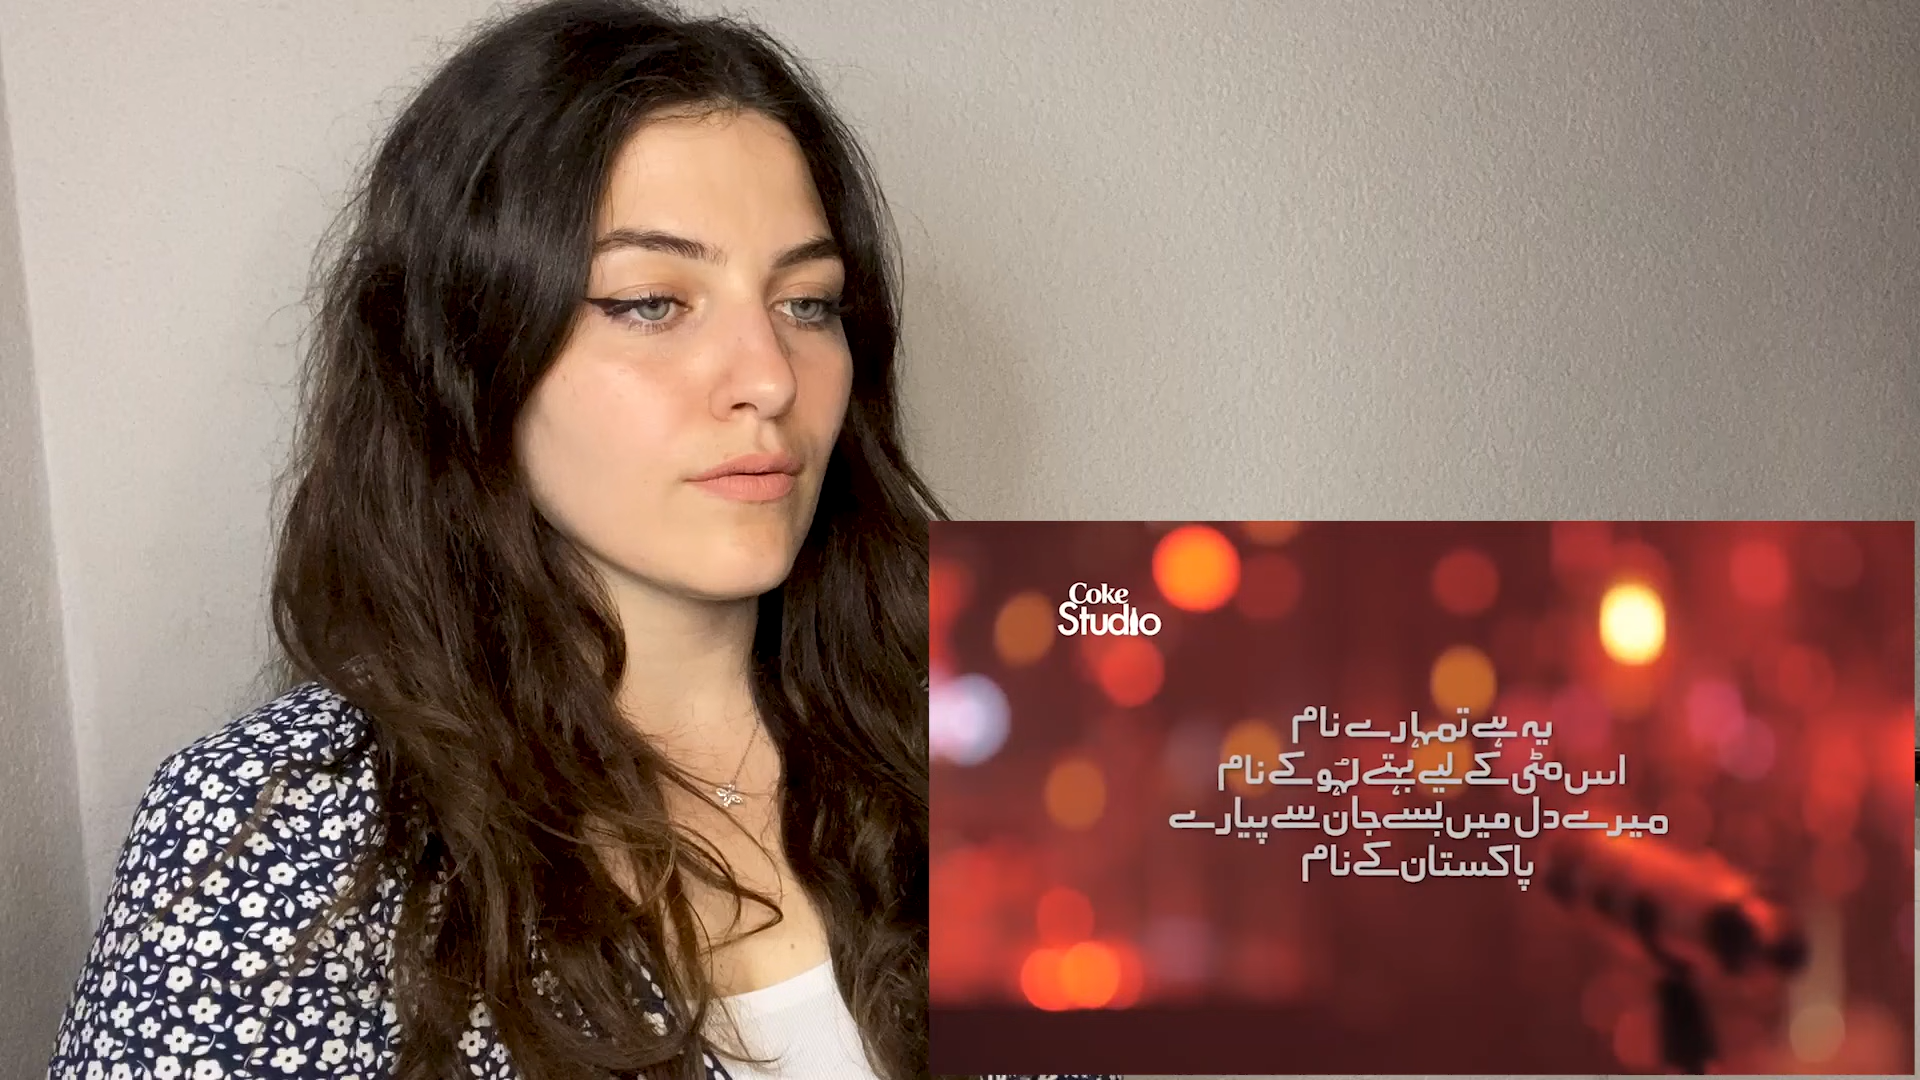 Coke
Studio
یہ ہے تمہارے نام
اس مٹی کے لیے بہتے لہو کے نام
میرے دل میں بسے جان سے پیارے
پاکستان کے نام